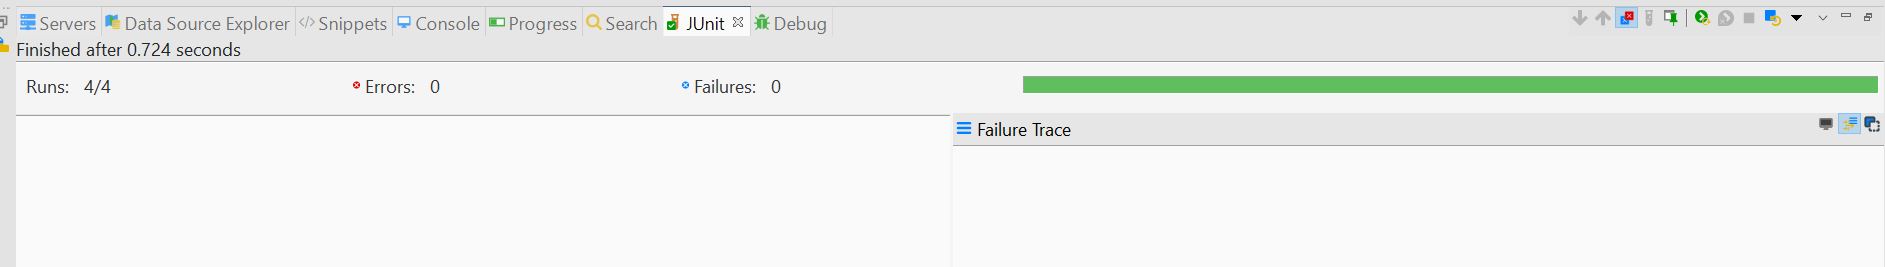 Servers Data Source Explorer Snippets Console Progress Search JUnit Debug
Finished after 0.724 seconds
Runs: 4/4 Errors: 0 Failures: 0
Failure Trace